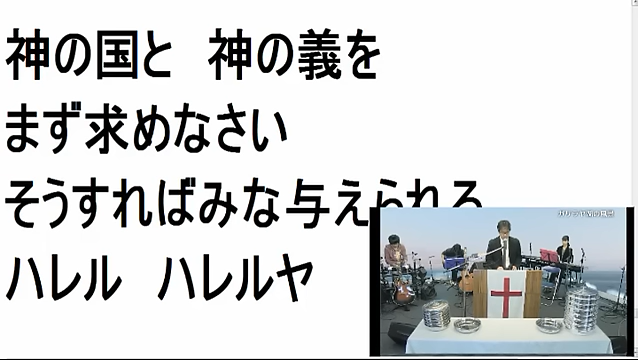 神の国と　神の義を
まず求めなさい
そうすればみな与えられる
ハレル　ハレルヤ